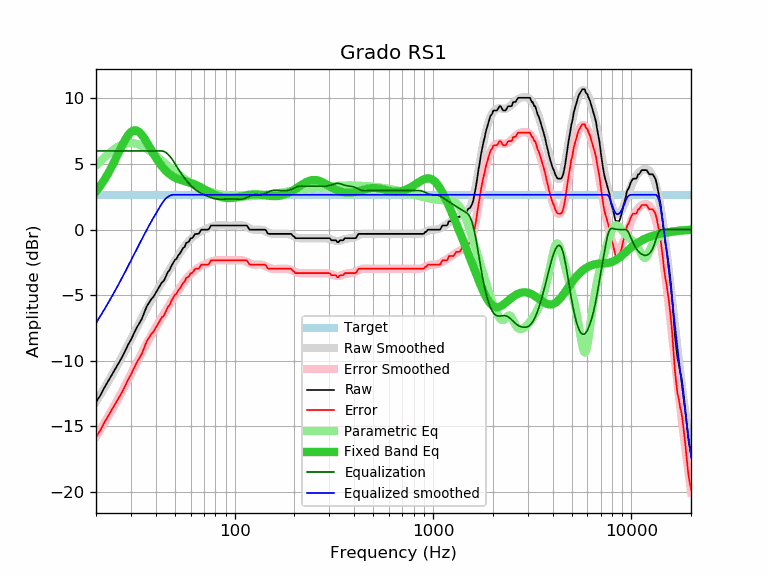 Grado RS1
Amplitude (dBr)
10
5
0
−5
−10
−15
−20
Target
Raw Smoothed
Error Smoothed
Raw
Error
Parametric Eq
Fixed Band Eq
Equalization
Equalized smoothed
100
1000
10000
Frequency (Hz)